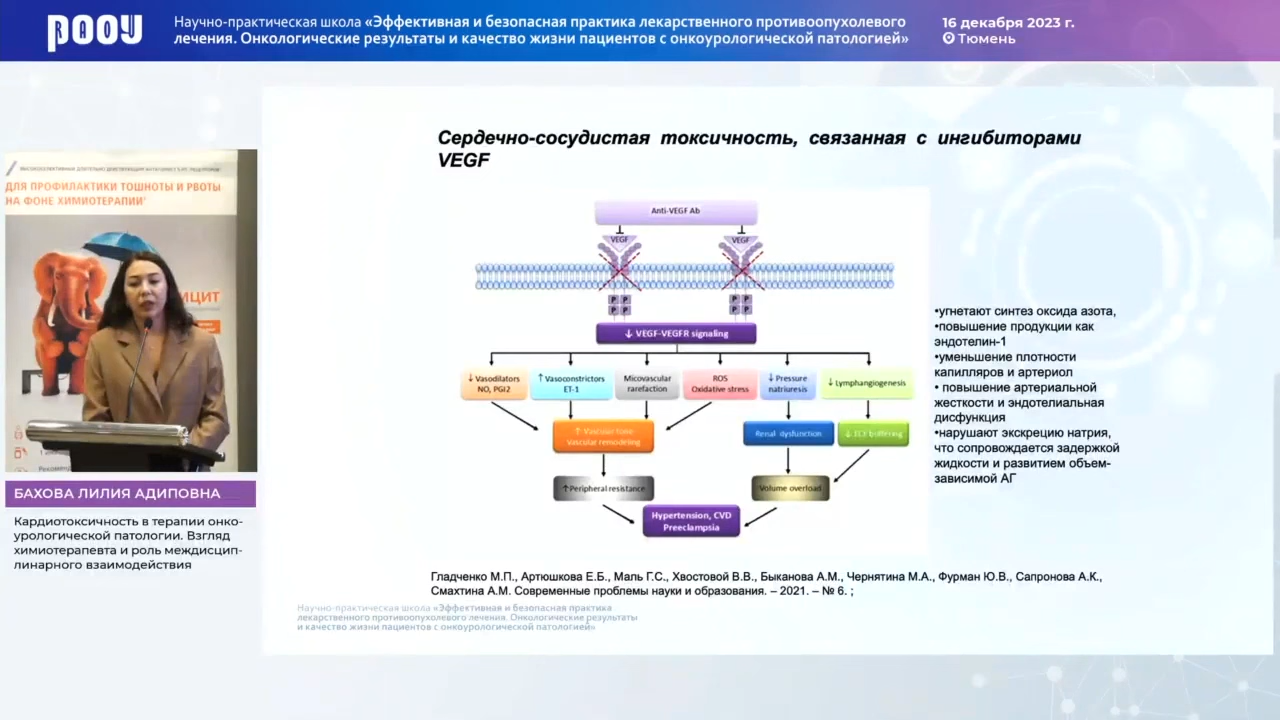 РООУ
RAOU
Научно-практическая школа «Эффективная и безопасная практика лекарственного противоопухолевого
лечения. Онкологические результаты и качество жизни пациентов с онкоурологической патологией»
16 декабря 2023 г.
Тюмень
ДЛЯ ПРОФИЛАКТИКИ ТОШНОТЫ И РВОТЫ
НА ФОНЕ ХИМИОТЕРАПИИ
БАХОВА ЛИЛИЯ АДИПОВНА
Кардиотоксичность в терапии онко-
урологической патологии. Взгляд
химиотерапевта и роль междисцип-
линарного взаимодействия
Сердечно-сосудистая токсичность, связанная с ингибиторами
VEGF
Anti-VEGF Ab
VEGF VEGF
P P P P
P P P P
↓ VEGF-VEGFR signaling
↓ Vasodilators
NO, PGI2
↑ Vasoconstrictors
ET-1
Micovascular
rarefaction
ROS
Oxidative stress
↓ Pressure
natriuresis
↓ Lymphangiogenesis
↑ Vascular tone
Vascular remodeling
Renal dysfunction
↓ ECF buffering
↑Peripheral resistance
Volume overload
Hypertension, CVD
Preeclampsia
•угнетают синтез оксида азота,
•повышение продукции как
эндотелин-1
•уменьшение плотности
капилляров и артериол
• повышение артериальной
жесткости и эндотелиальная
дисфункция
•нарушают экскрецию натрия,
что сопровождается задержкой
жидкости и развитием объем-
зависимой АГ
Гладченко М.П., Артюшкова Е.Б., Маль Г.С., Хвостовой В.В., Быканова А.М., Чернятина М.А., Фурман Ю.В., Сапронова А.К.,
Смахтина А.М. Современные проблемы науки и образования. – 2021. – № 6. ;
Научно-практическая школа «Эффективная и безопасная практика
лекарственного противоопухолевого лечения. Онкологические результаты
и качество жизни пациентов с онкоурологической патологией»